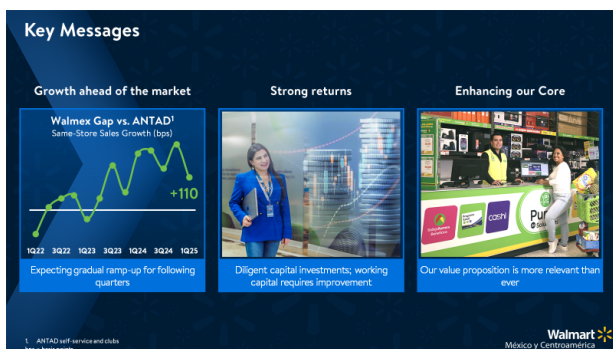 Key Messages
Growth ahead of the market
Strong returns
Enhancing our Core
Walmex Gap vs. ANTAD¹
Same-Store Sales Growth (bps)
+110
1Q22 3Q22 1Q23 3Q23 1Q24 3Q24 1Q25
cashi
Expecting gradual ramp-up for following
quarters
Diligent capital investments; working
capital requires improvement
Our value proposition is more relevant than
ever
1. ANTAD self-service and clubs
Walmart
México y Centroamérica